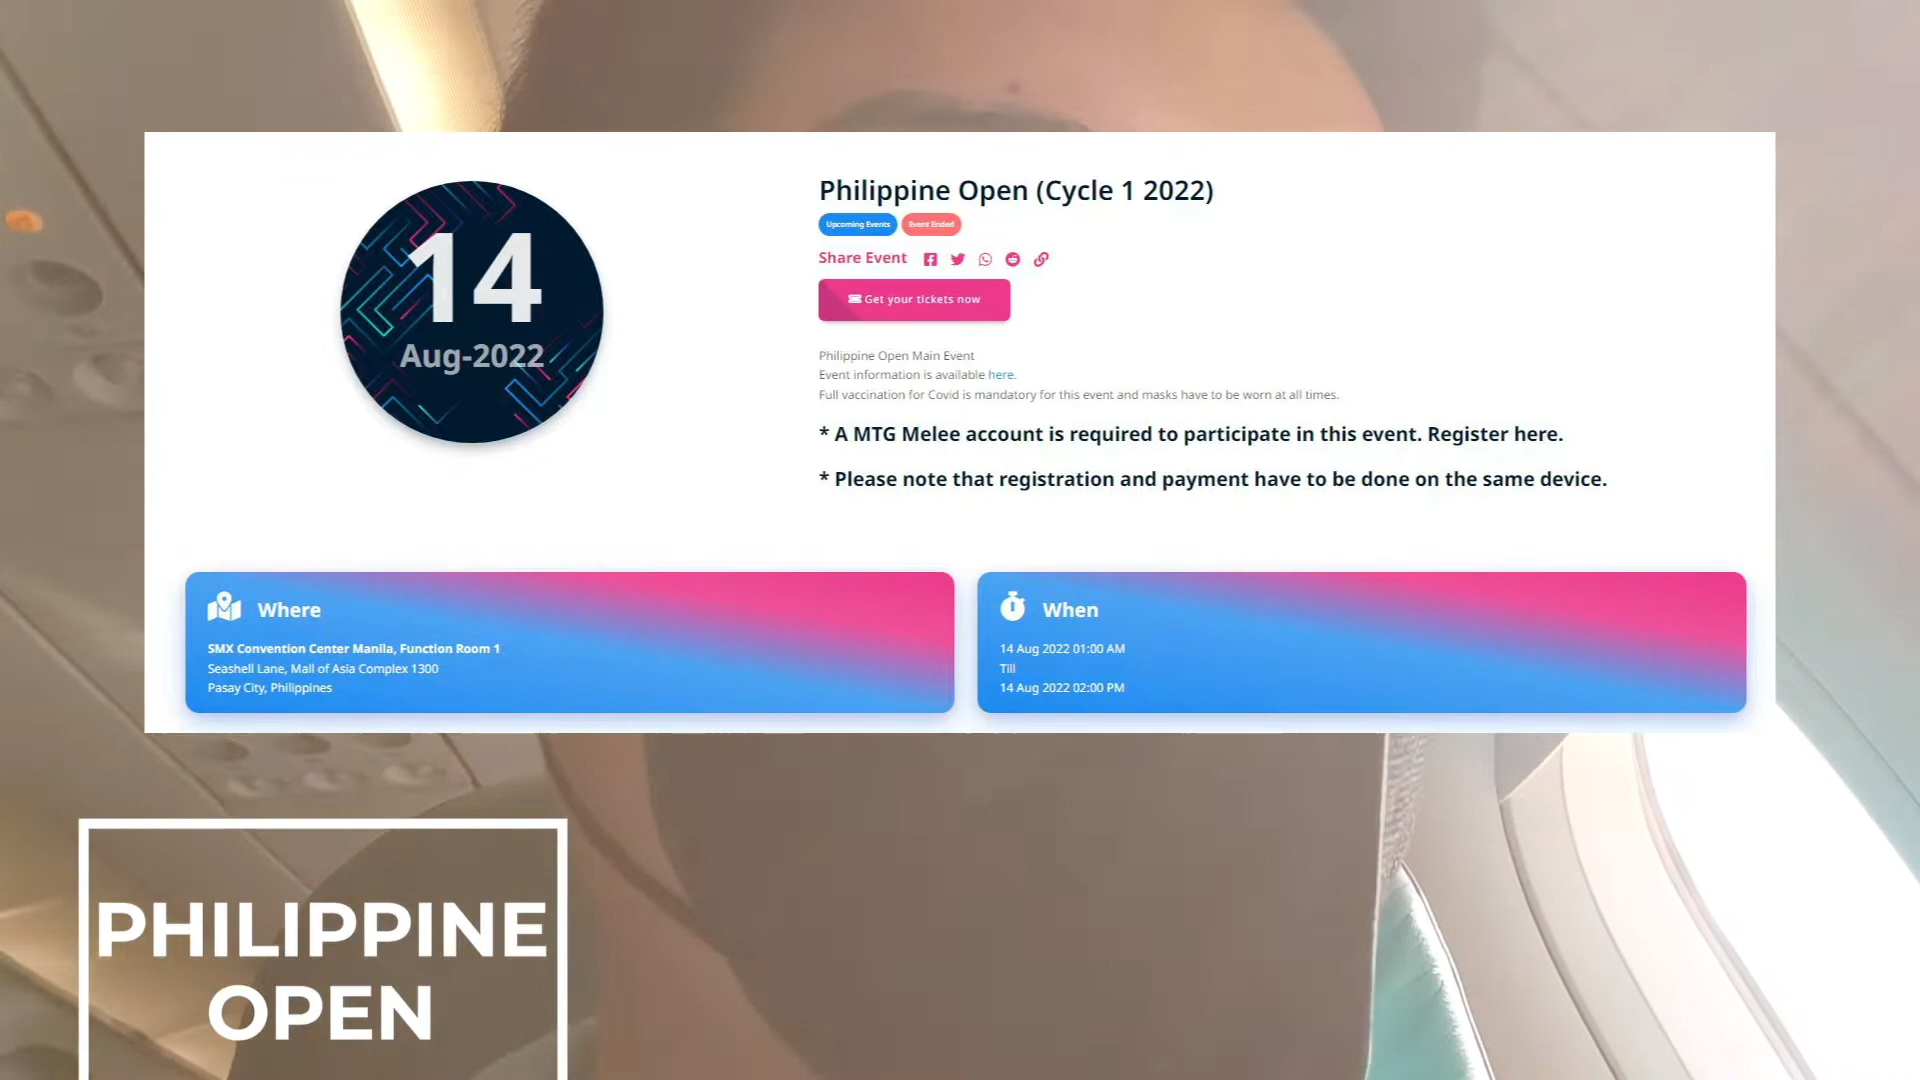 14
Aug-2022
Philippine Open (Cycle 1 2022)
Upcoming Events Event Ended
Share Event
Get your tickets now
Philippine Open Main Event
Event information is available here.
Full vaccination for Covid is mandatory for this event and masks have to be worn at all times.
* A MTG Melee account is required to participate in this event. Register here.
* Please note that registration and payment have to be done on the same device.
Where
SMX Convention Center Manila, Function Room 1
Seashell Lane, Mall of Asia Complex 1300
Pasay City, Philippines
When
14 Aug 2022 01:00 AM
Till
14 Aug 2022 02:00 PM
PHILIPPINE
OPEN